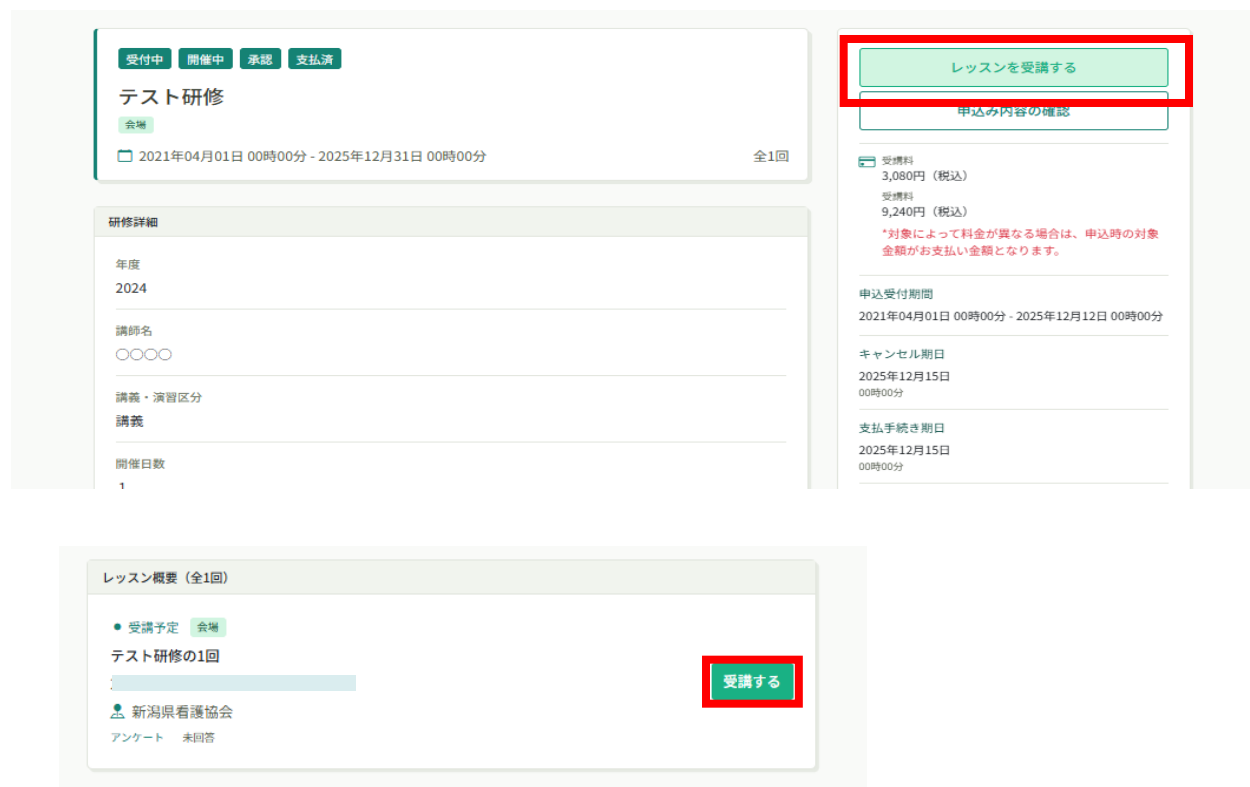 受付中 開催中 承認 支払済
テスト研修
会場
2021年04月01日 00時00分 - 2025年12月31日 00時00分 全1回
研修詳細
年度
2024
講師名
〇〇〇〇
講義・演習区分
講義
開催日数
1
レッスンを受講する
申込み内容の確認
受講料
3,080円（税込）
受講料
9,240円（税込）
*対象によって料金が異なる場合は、申込時の対象
金額がお支払い金額となります。
申込受付期間
2021年04月01日 00時00分 - 2025年12月12日 00時00分
キャンセル期日
2025年12月15日
00時00分
支払手続き期日
2025年12月15日
00時00分
レッスン概要（全1回）
受講予定 会場
テスト研修の1回
新潟県看護協会
アンケート 未回答
受講する